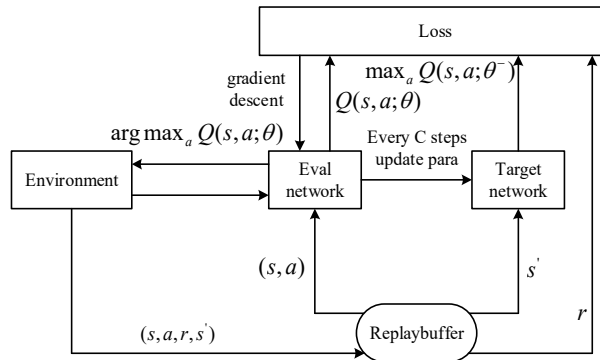 Loss
gradient
descent
max_a Q(s,a;θ⁻)
Q(s,a;θ)
arg max_a Q(s,a;θ)
Every C steps
update para
Environment
Eval
network
Target
network
(s,a)
s'
r
(s,a,r,s')
Replaybuffer